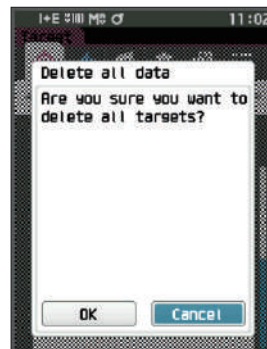 11:02
Target
Delete all data
Are you sure you want to
delete all targets?
OK
Cancel